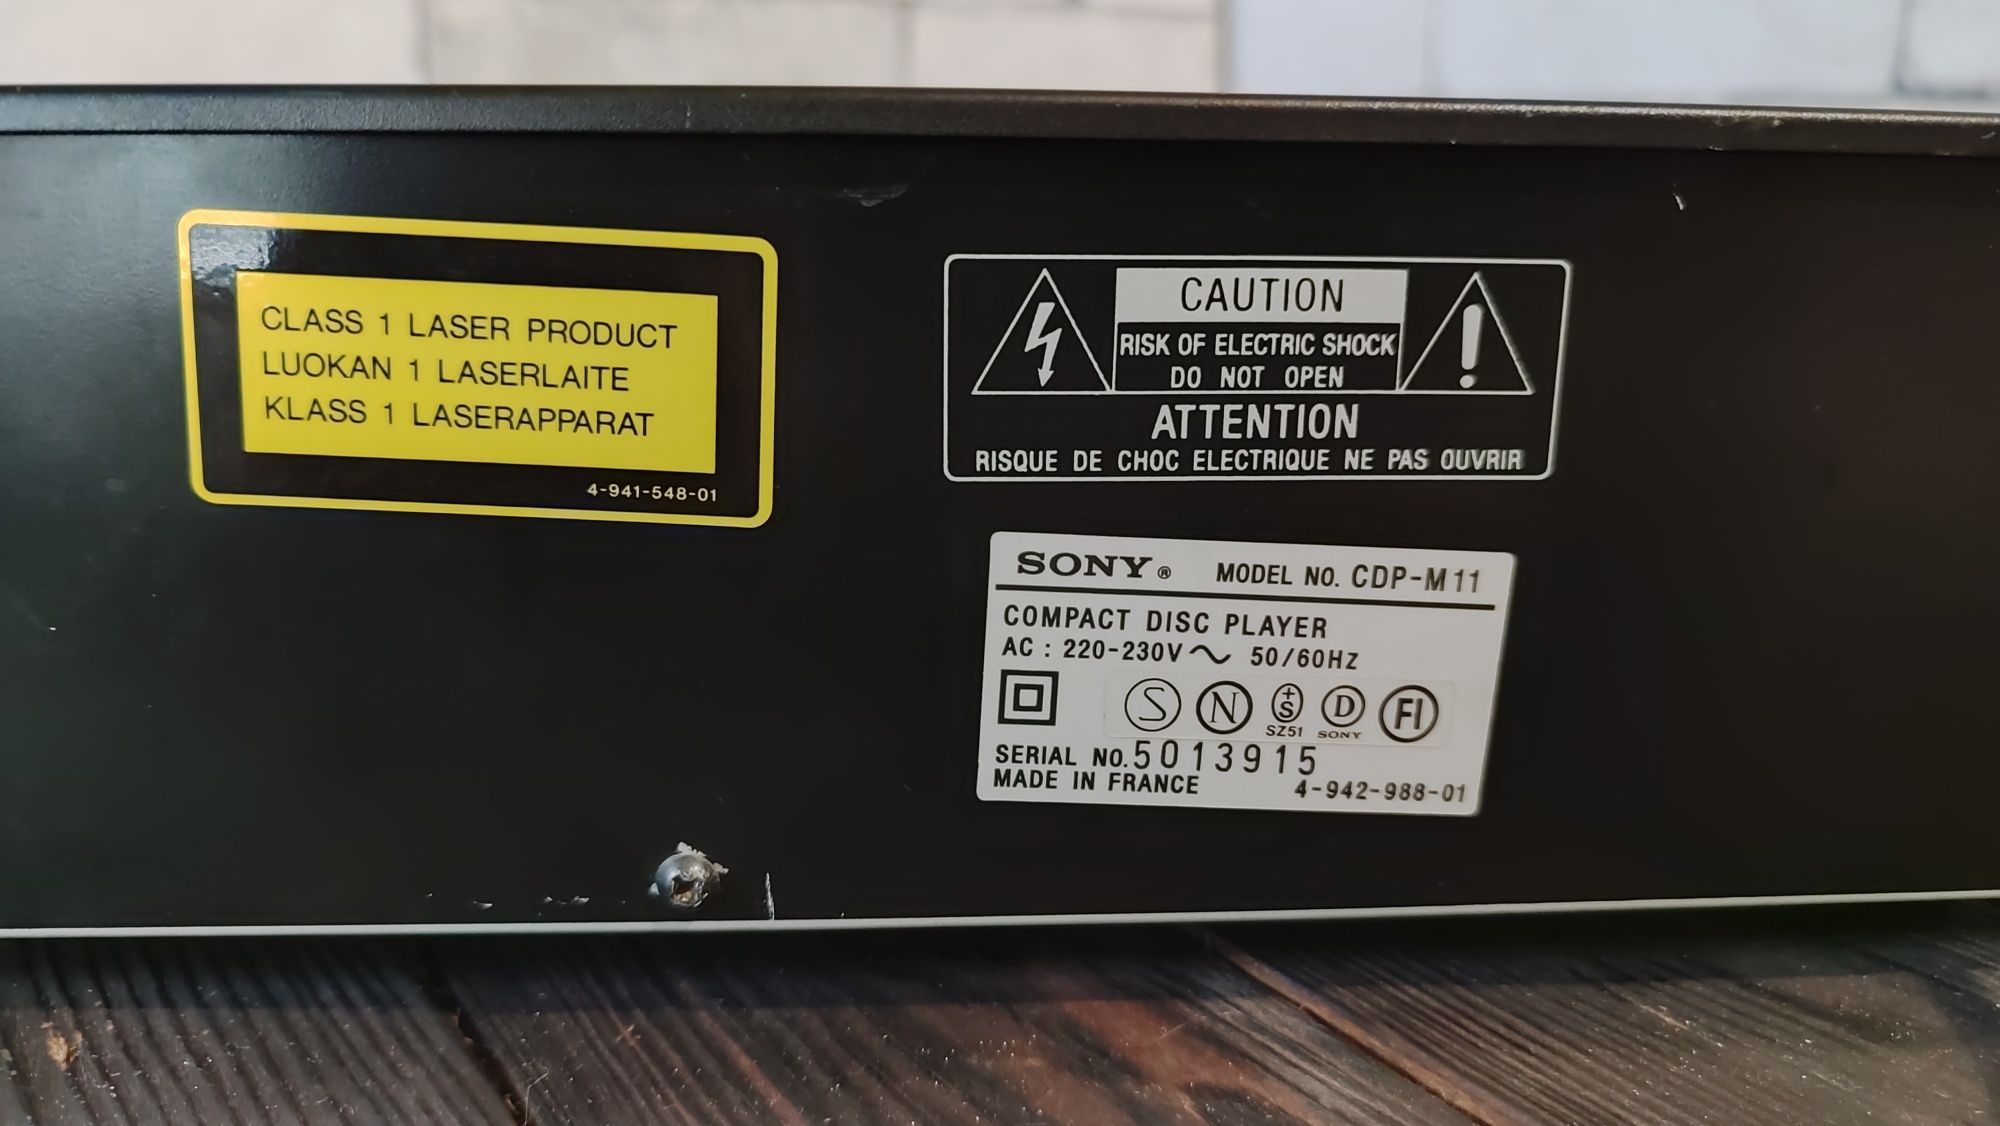 CLASS 1 LASER PRODUCT
LUOKAN 1 LASERLAITE
KLASS 1 LASERAPPARAT
4-941-548-01
CAUTION
RISK OF ELECTRIC SHOCK
DO NOT OPEN
ATTENTION
RISQUE DE CHOC ELECTRIQUE NE PAS OUVRIR
SONY® MODEL NO. CDP-M11
COMPACT DISC PLAYER
AC : 220-230V ~ 50/60HZ
S N +S D FI
SZ51 SONY
SERIAL NO. 5013915
MADE IN FRANCE 4-942-988-01